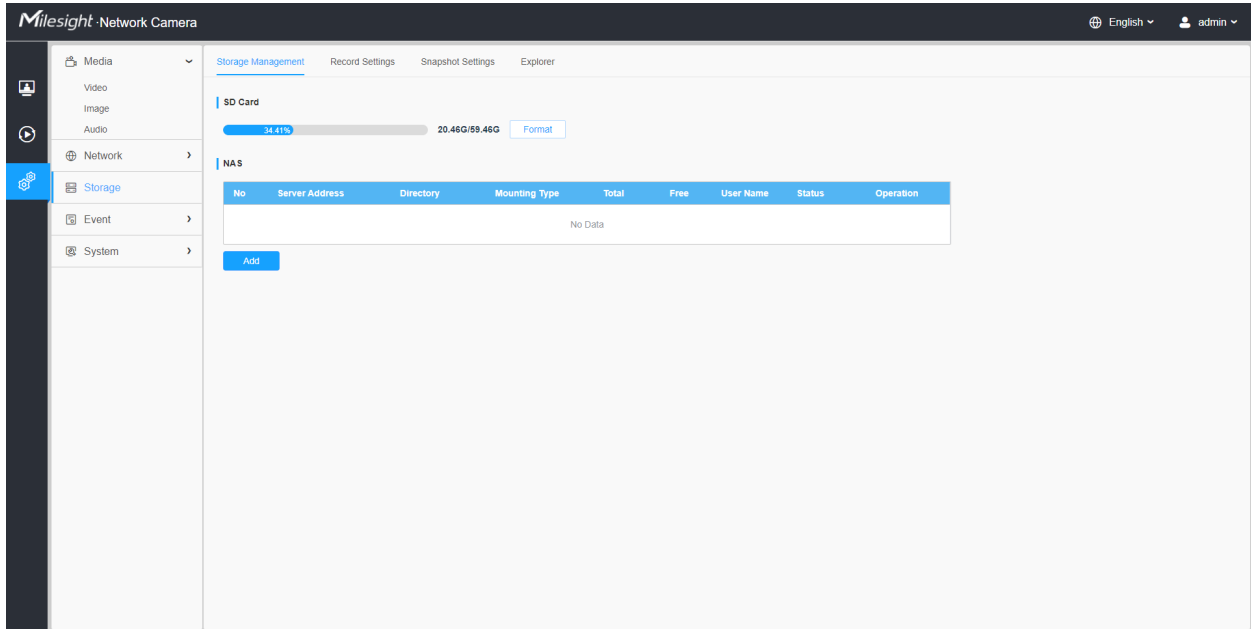 Milesight · Network Camera
English
admin
Media
Video
Image
Audio
Network
Storage
Event
System
Storage Management Record Settings Snapshot Settings Explorer
SD Card
34.41% 20.46G/59.46G Format
NAS
No Server Address Directory Mounting Type Total Free User Name Status Operation
No Data
Add